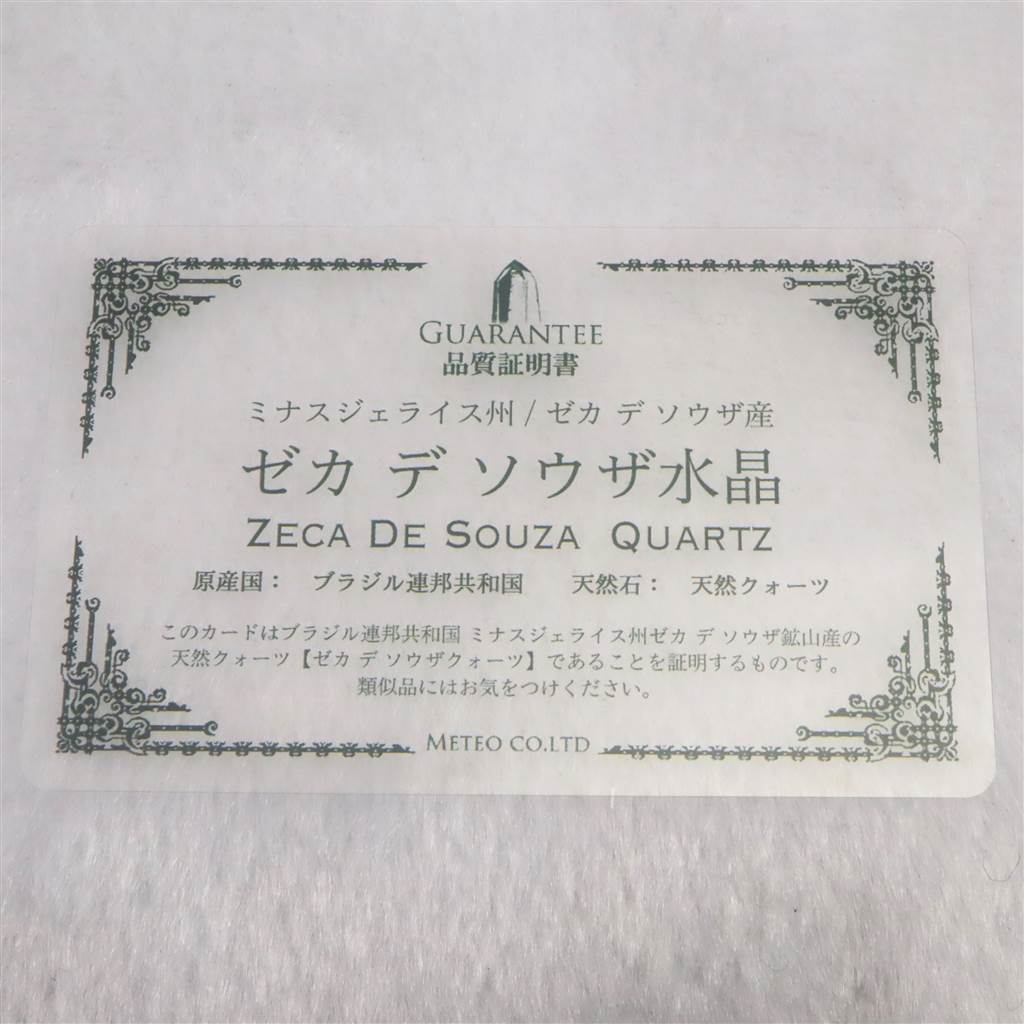 GUARANTEE
品質証明書
ミナスジェライス州 / ゼカ デ ソウザ産
ゼカ デ ソウザ水晶
ZECA DE SOUZA QUARTZ
原産国： ブラジル連邦共和国 天然石： 天然クォーツ
このカードはブラジル連邦共和国 ミナスジェライス州ゼカ デ ソウザ鉱山産の
天然クォーツ【ゼカ デ ソウザクォーツ】であることを証明するものです。
類似品にはお気をつけください。
METEO CO.LTD